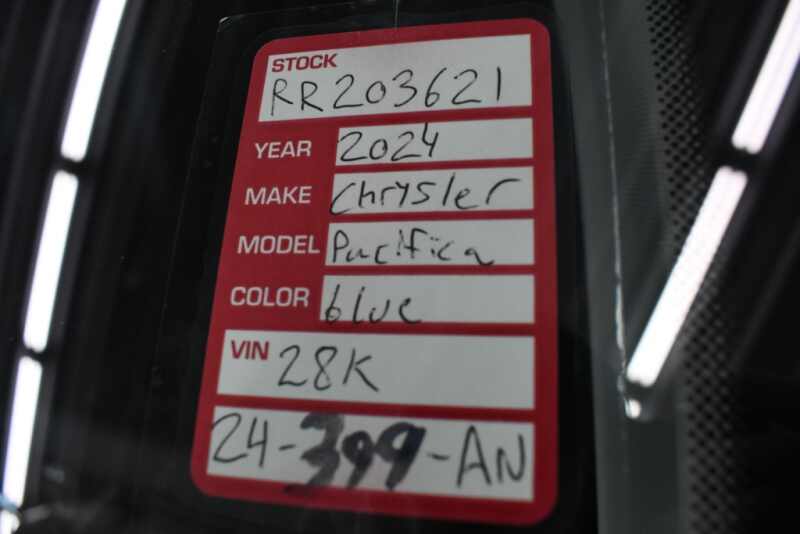 STOCK
RR203621
YEAR 2024
MAKE Chrysler
MODEL Pacifica
COLOR blue
VIN 28K
24-399-AN